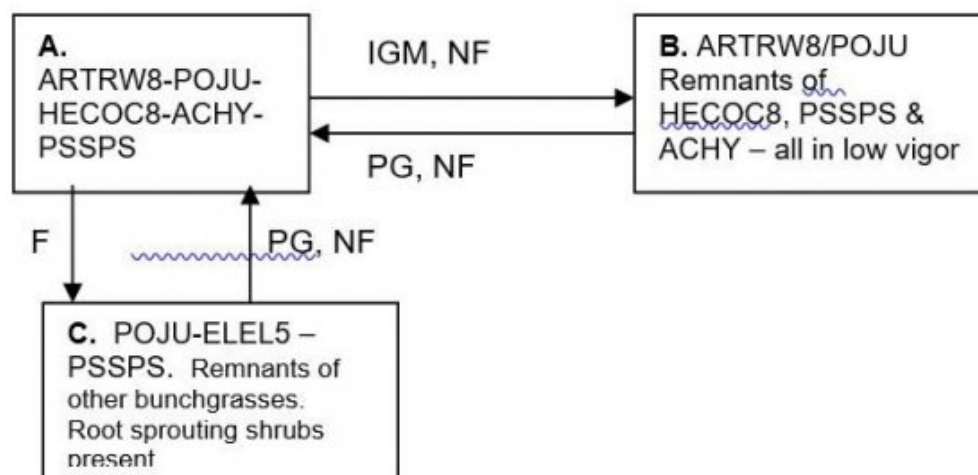 A.
ARTRW8-POJU-
HECOC8-ACHY-
PSSPS
IGM, NF
PG, NF
B. ARTRW8/POJU
Remnants of
HECOC8, PSSPS &
ACHY – all in low vigor
F
PG, NF
C. POJU-ELEL5 –
PSSPS. Remnants of
other bunchgrasses.
Root sprouting shrubs
present